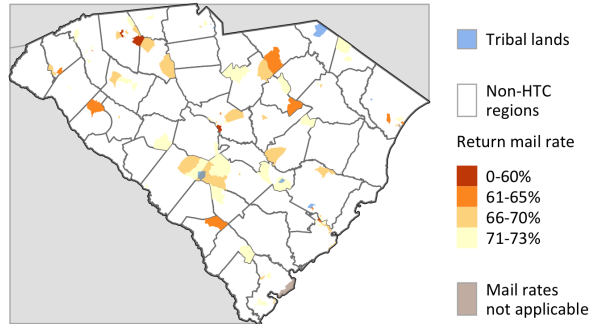 Tribal lands
Non-HTC
regions
Return mail rate
0-60%
61-65%
66-70%
71-73%
Mail rates
not applicable